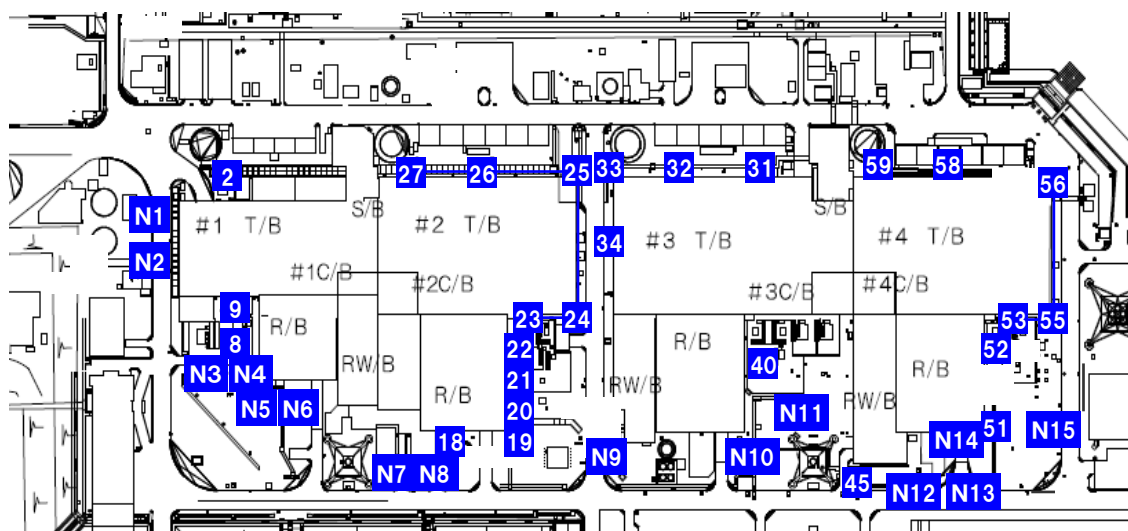 2
27
26
25
33
32
31
59
58
56
N1
N2
#1 T/B
S/B
#2 T/B
34
#3 T/B
S/B
#4 T/B
#1C/B
#2C/B
#3C/B
#4C/B
9
8
R/B
23
24
53
55
22
52
RW/B
R/B
R/B
40
R/B
N3
N4
21
RW/B
RW/B
N5
N6
20
N11
18
19
51
N14
N15
N7
N8
N9
N10
45
N12
N13